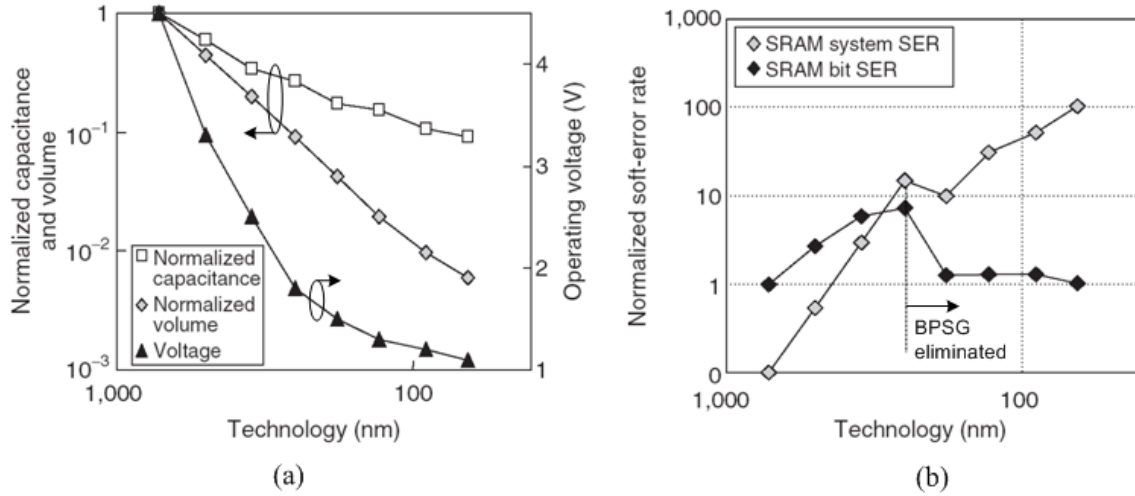 1
10⁻¹
10⁻²
10⁻³
Normalized capacitance
and volume
4
3
2
1
Operating voltage (V)
Normalized
capacitance
Normalized
volume
Voltage
1,000
100
Technology (nm)
(a)
1,000
100
10
1
0
Normalized soft-error rate
SRAM system SER
SRAM bit SER
BPSG
eliminated
1,000
100
Technology (nm)
(b)